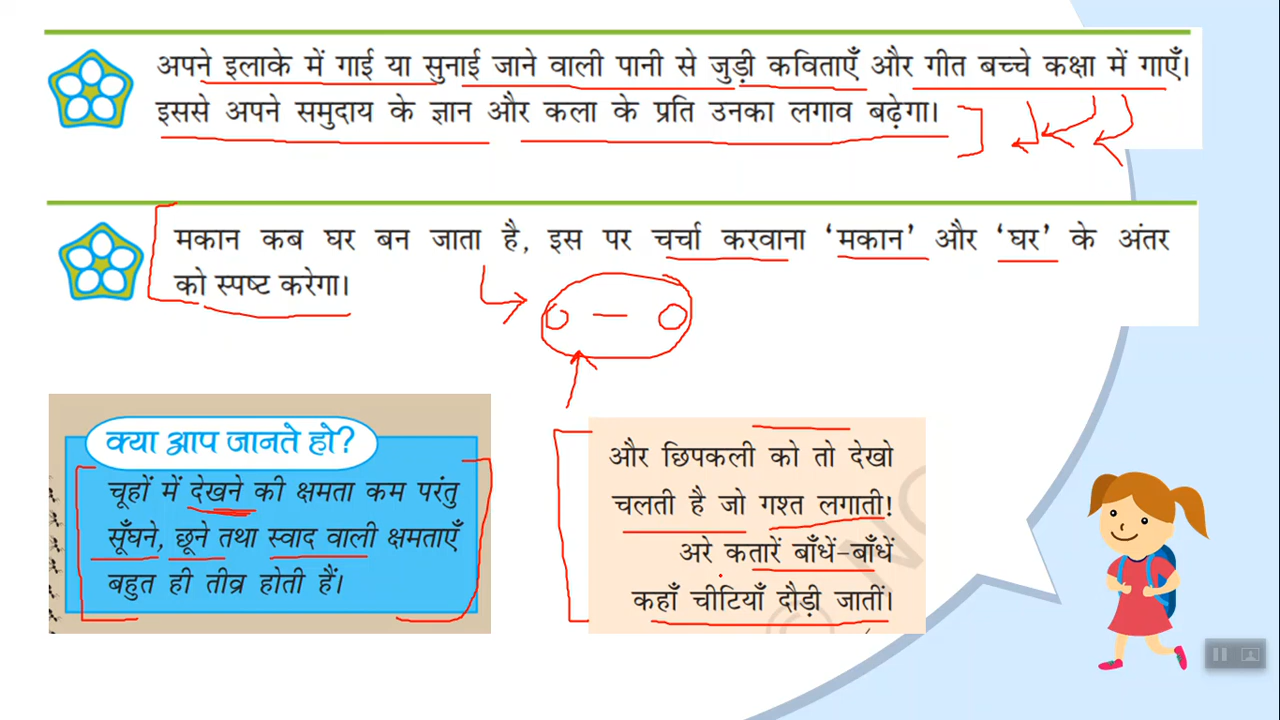 अपने इलाके में गाई या सुनाई जाने वाली पानी से जुड़ी कविताएँ और गीत बच्चे कक्षा में गाएँ।
इससे अपने समुदाय के ज्ञान और कला के प्रति उनका लगाव बढ़ेगा।
मकान कब घर बन जाता है, इस पर चर्चा करवाना ‘मकान’ और ‘घर’ के अंतर
को स्पष्ट करेगा।
क्या आप जानते हो?
चूहों में देखने की क्षमता कम परंतु
सूँघने, छूने तथा स्वाद वाली क्षमताएँ
बहुत ही तीव्र होती हैं।
और छिपकली को तो देखो
चलती है जो गश्त लगाती!
अरे कतारें बाँधें-बाँधें
कहाँ चीटियाँ दौड़ी जातीं।